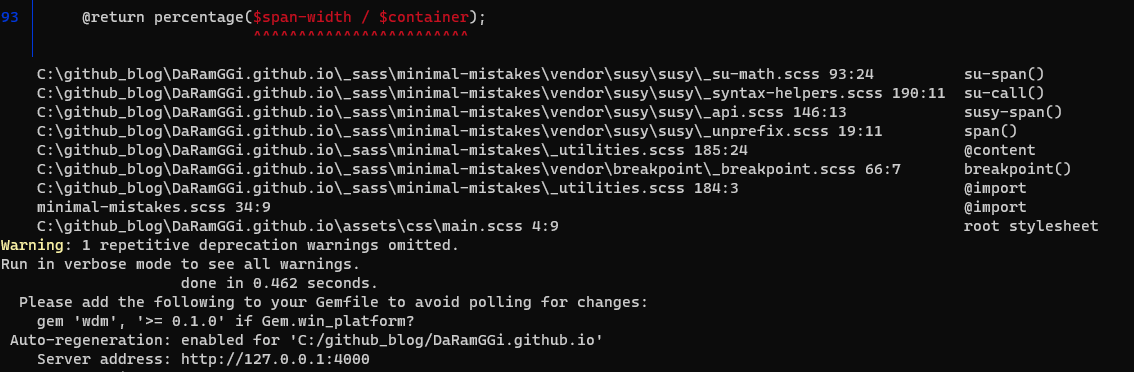 93 @return percentage($span-width / $container);
^^^^^^^^^^^^^^^^^^^^^^^^
C:\github_blog\DaRamGGi.github.io\_sass\minimal-mistakes\vendor\susy\susy\_su-math.scss 93:24 su-span()
C:\github_blog\DaRamGGi.github.io\_sass\minimal-mistakes\vendor\susy\susy\_syntax-helpers.scss 190:11 su-call()
C:\github_blog\DaRamGGi.github.io\_sass\minimal-mistakes\vendor\susy\susy\_api.scss 146:13 susy-span()
C:\github_blog\DaRamGGi.github.io\_sass\minimal-mistakes\vendor\susy\susy\_unprefix.scss 19:11 span()
C:\github_blog\DaRamGGi.github.io\_sass\minimal-mistakes\_utilities.scss 185:24 @content
C:\github_blog\DaRamGGi.github.io\_sass\minimal-mistakes\vendor\breakpoint\_breakpoint.scss 66:7 breakpoint()
C:\github_blog\DaRamGGi.github.io\_sass\minimal-mistakes\_utilities.scss 184:3 @import
minimal-mistakes.scss 34:9 @import
C:\github_blog\DaRamGGi.github.io\assets\css\main.scss 4:9 root stylesheet
Warning: 1 repetitive deprecation warnings omitted.
Run in verbose mode to see all warnings.
done in 0.462 seconds.
Please add the following to your Gemfile to avoid polling for changes:
gem 'wdm', '>= 0.1.0' if Gem.win_platform?
Auto-regeneration: enabled for 'C:/github_blog/DaRamGGi.github.io'
Server address: http://127.0.0.1:4000